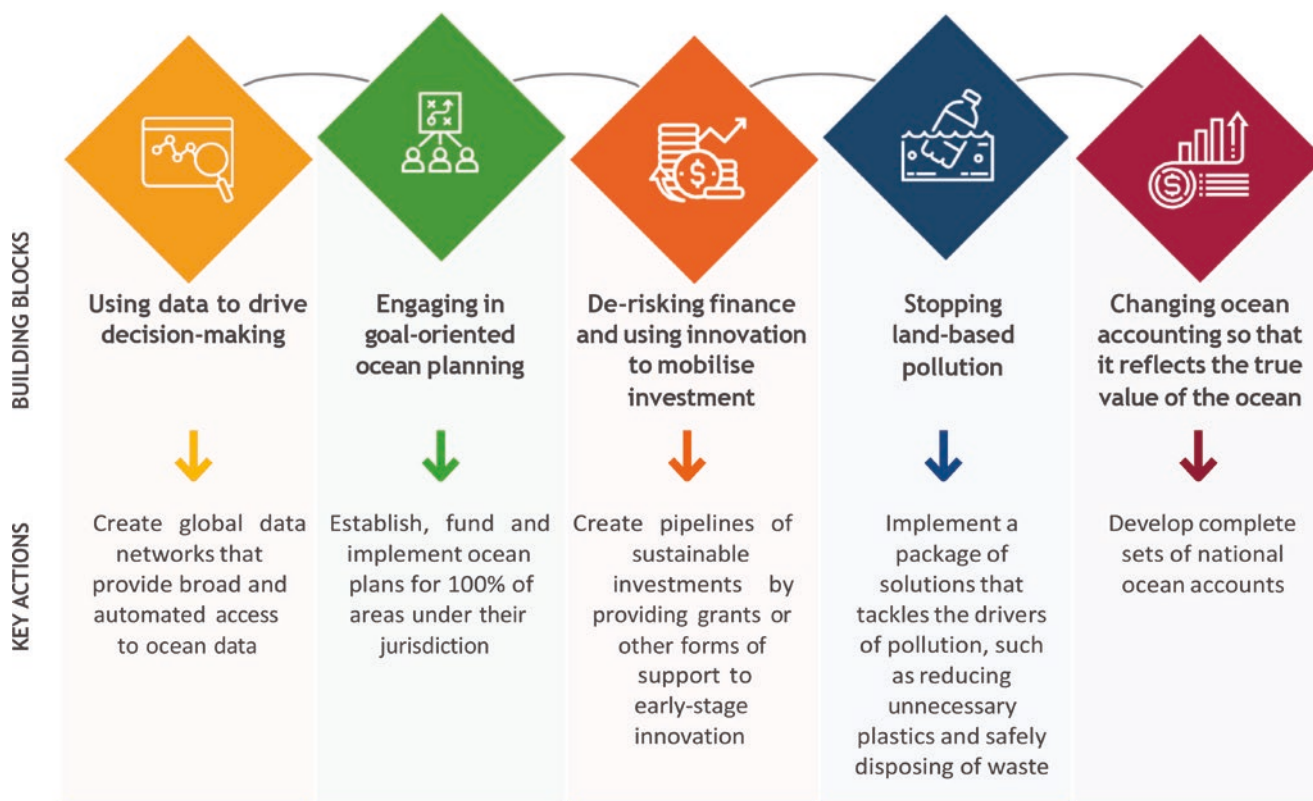 BUILDING BLOCKS
Using data to drive
decision-making
Engaging in
goal-oriented
ocean planning
De-risking finance
and using innovation
to mobilise
investment
Stopping
land-based
pollution
Changing ocean
accounting so that
it reflects the true
value of the ocean
KEY ACTIONS
Create global data
networks that
provide broad and
automated access
to ocean data
Establish, fund and
implement ocean
plans for 100% of
areas under their
jurisdiction
Create pipelines of
sustainable
investments by
providing grants or
other forms of
support to
early-stage
innovation
Implement a
package of
solutions that
tackles the drivers
of pollution, such
as reducing
unnecessary
plastics and safely
disposing of waste
Develop complete
sets of national
ocean accounts